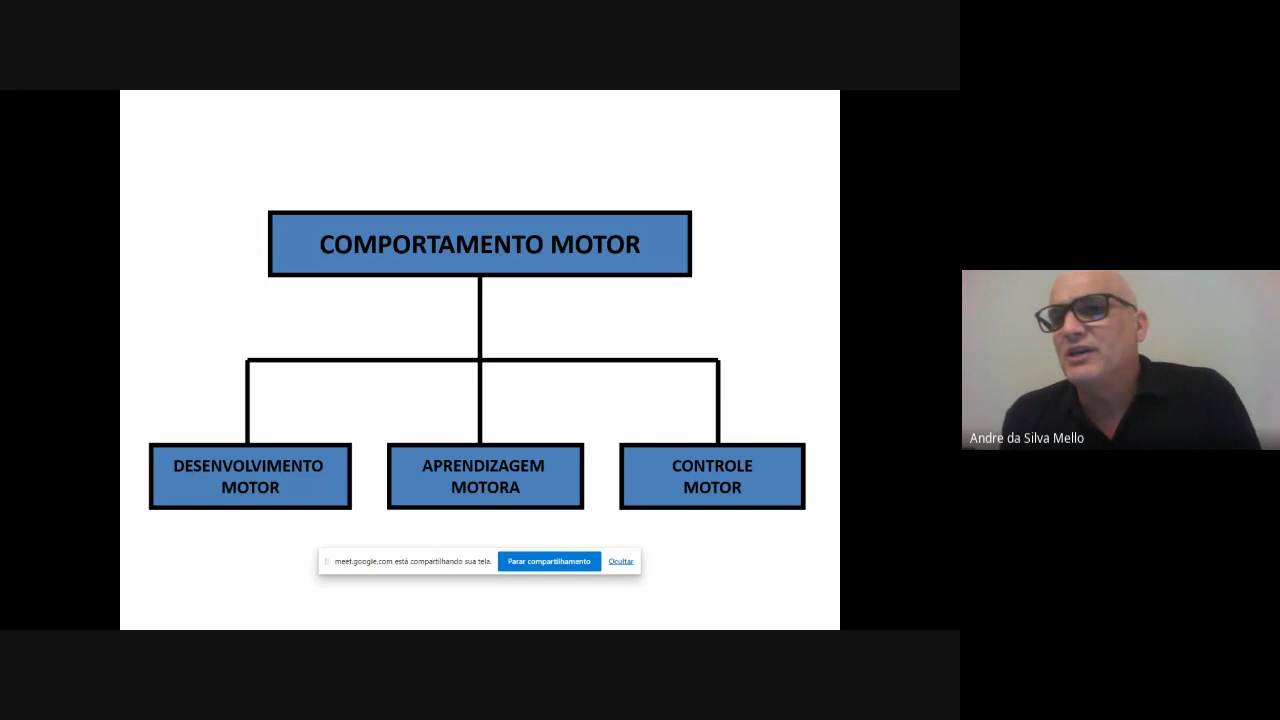 COMPORTAMENTO MOTOR
DESENVOLVIMENTO
MOTOR
APRENDIZAGEM
MOTORA
CONTROLE
MOTOR
meet.google.com está compartilhando sua tela.
Parar compartilhamento
Ocultar
Andre da Silva Mello